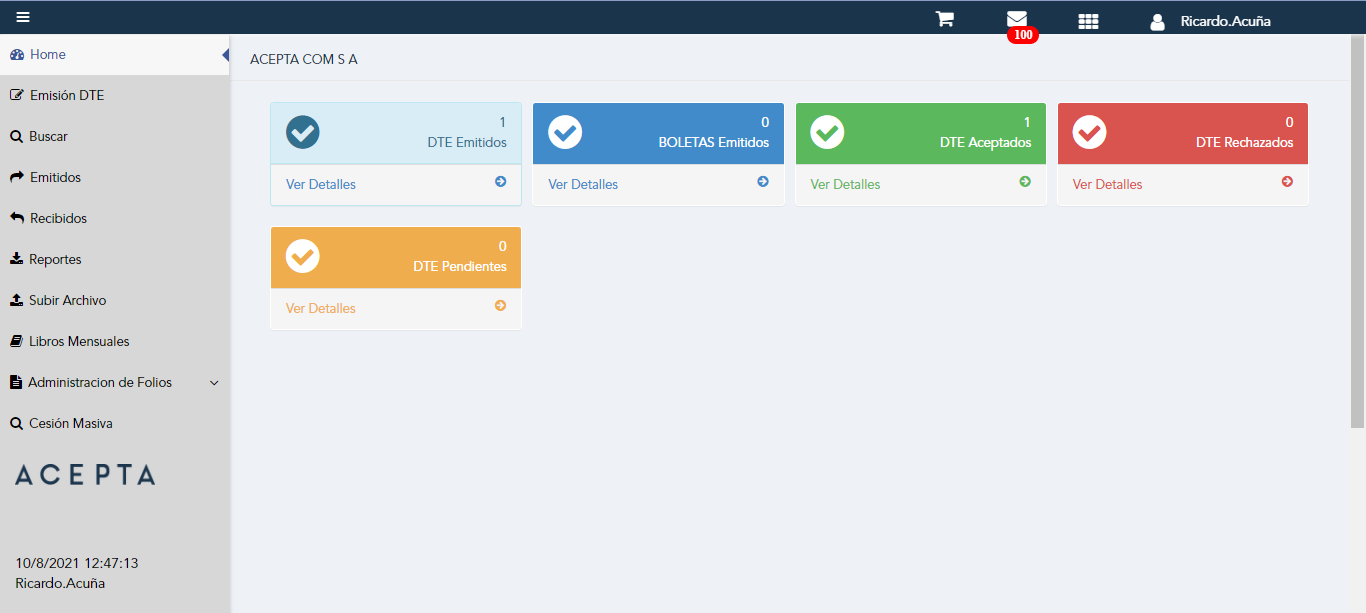 100
Ricardo.Acuña
Home
Emisión DTE
Buscar
Emitidos
Recibidos
Reportes
Subir Archivo
Libros Mensuales
Administracion de Folios
Cesión Masiva
ACEPTA
10/8/2021 12:47:13
Ricardo.Acuña
ACEPTA COM S A
1
DTE Emitidos
Ver Detalles
0
BOLETAS Emitidos
Ver Detalles
1
DTE Aceptados
Ver Detalles
0
DTE Rechazados
Ver Detalles
0
DTE Pendientes
Ver Detalles